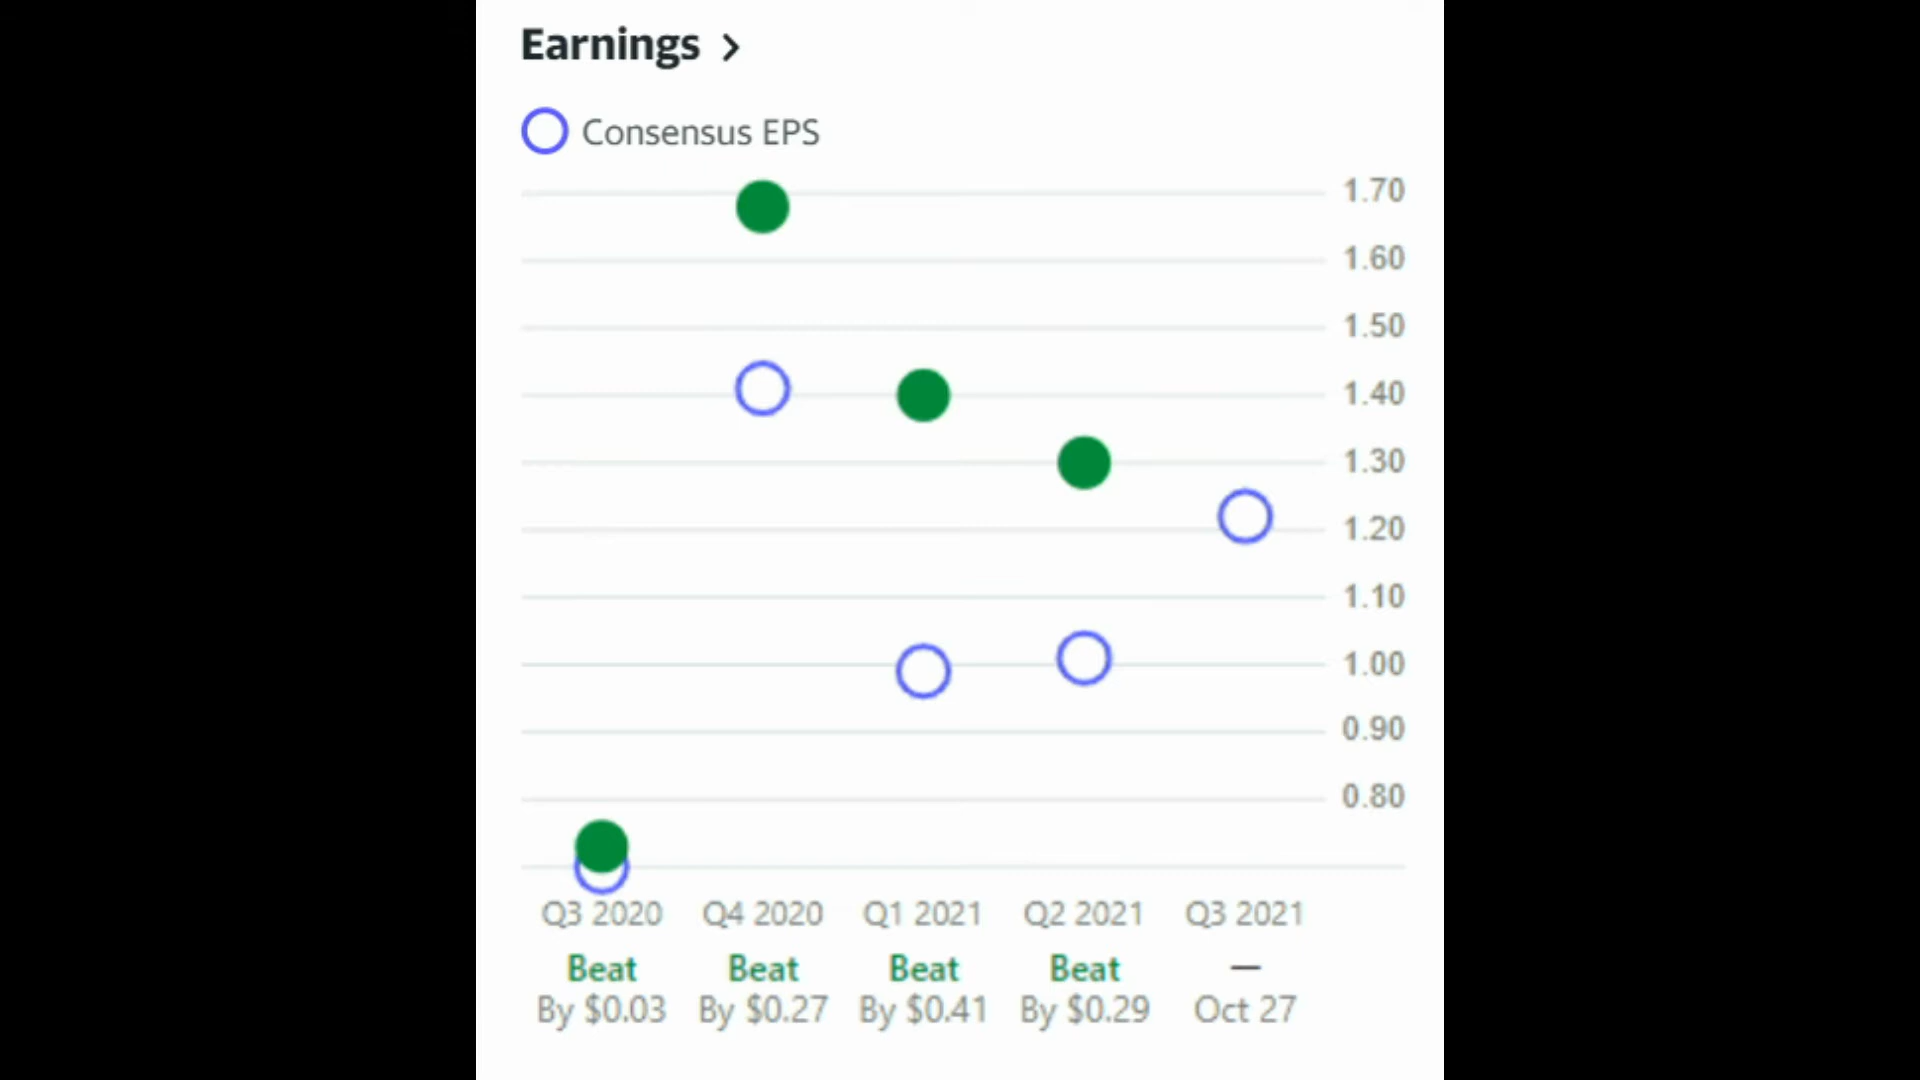 Earnings >
Consensus EPS
1.70
1.60
1.50
1.40
1.30
1.20
1.10
1.00
0.90
0.80
Q3 2020 Q4 2020 Q1 2021 Q2 2021 Q3 2021
Beat Beat Beat Beat —
By $0.03 By $0.27 By $0.41 By $0.29 Oct 27